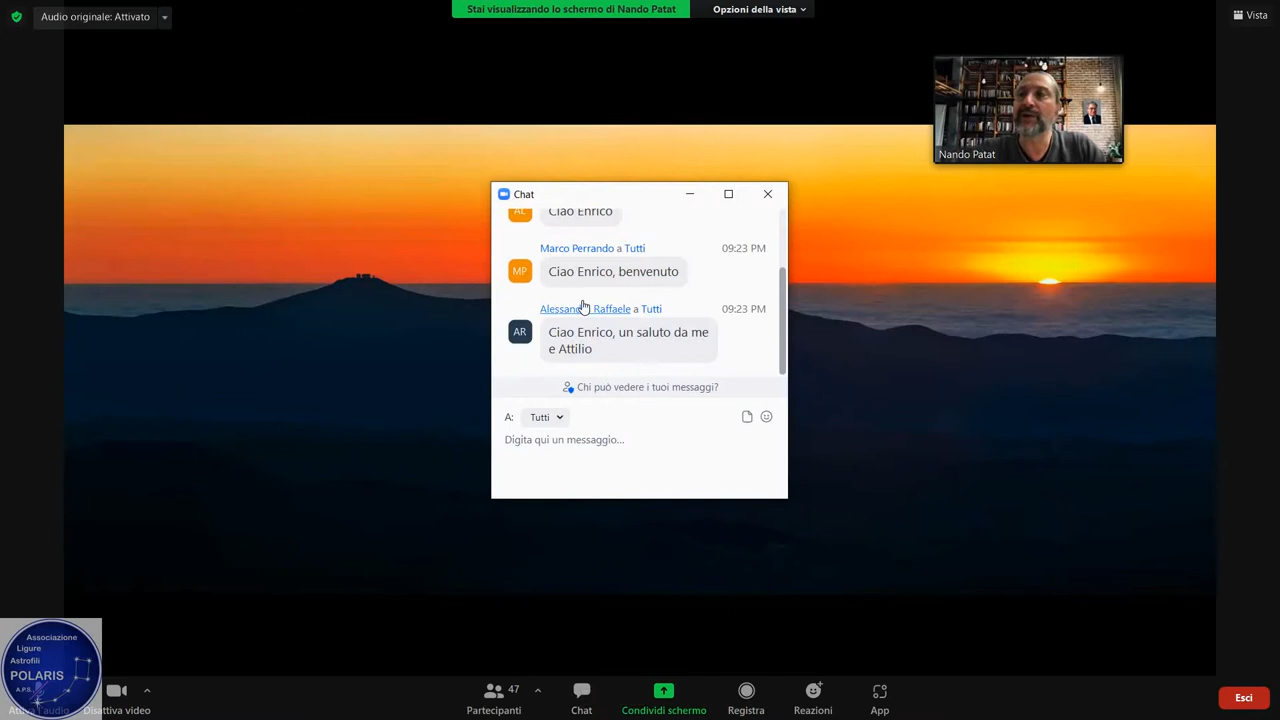 Audio originale: Attivato
Stai visualizzando lo schermo di Nando Patat
Opzioni della vista
Vista
Nando Patat
Chat
AL
Ciao Enrico
Marco Perrando a Tutti
09:23 PM
MP
Ciao Enrico, benvenuto
Raffaele a Tutti
09:23 PM
AR
Ciao Enrico, un saluto da me
e Attilio
Chi può vedere i tuoi messaggi?
A:
Tutti
Digita qui un messaggio...
Associazione
Ligure
Astrofili
POLARIS
A.P.S.
Disattiva video
47
Partecipanti
Chat
Condividi schermo
Registra
Reazioni
App
Esci